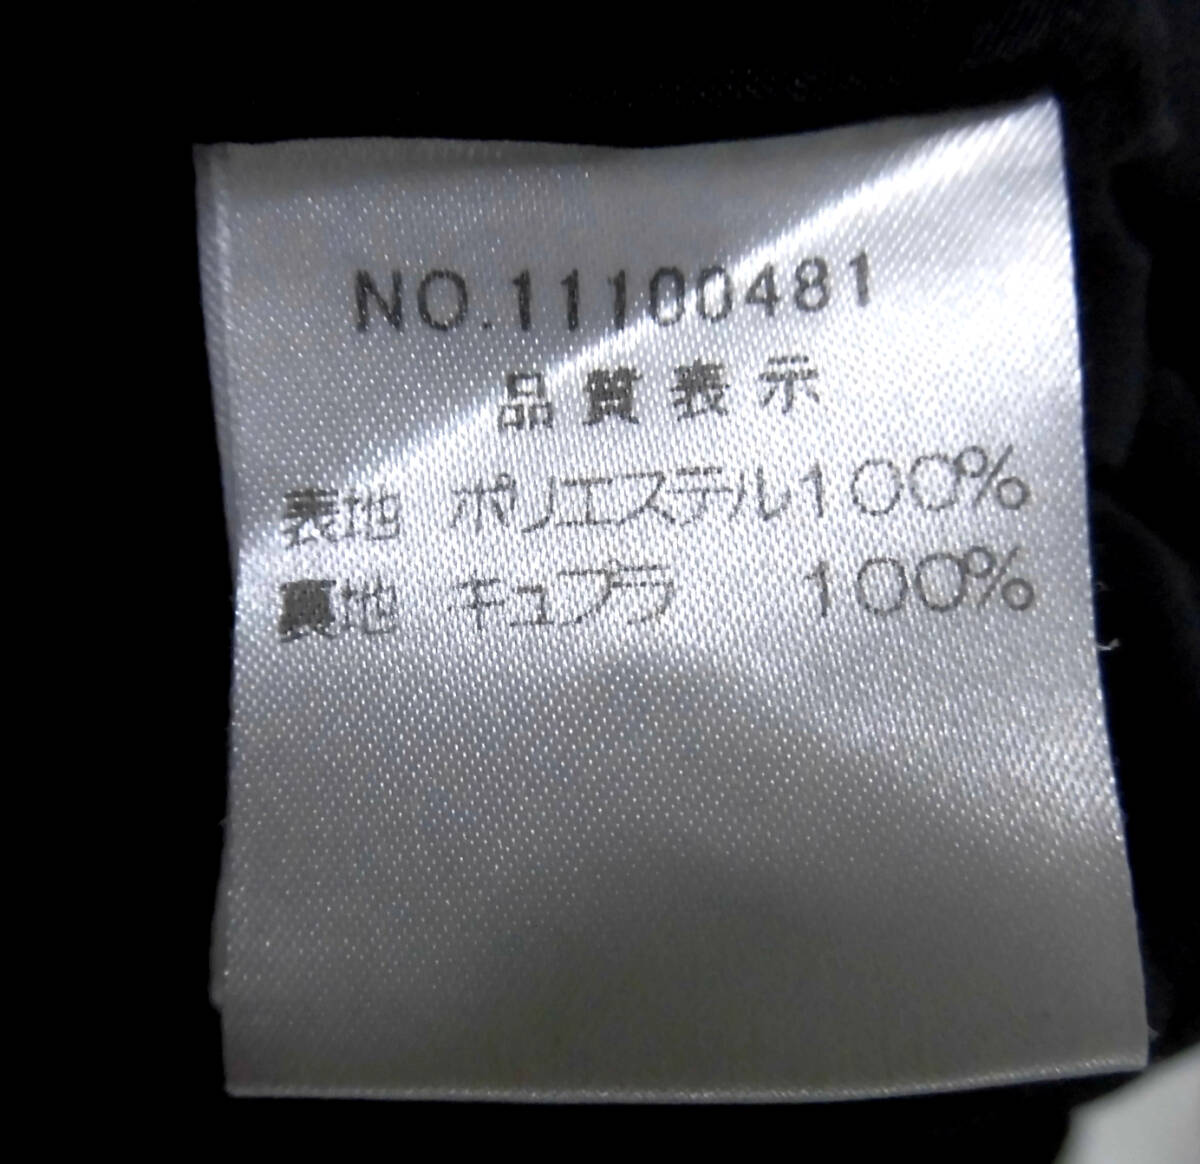 NO.11100481
品質表示
表地 ポリエステル100%
裏地 キュプラ 100%